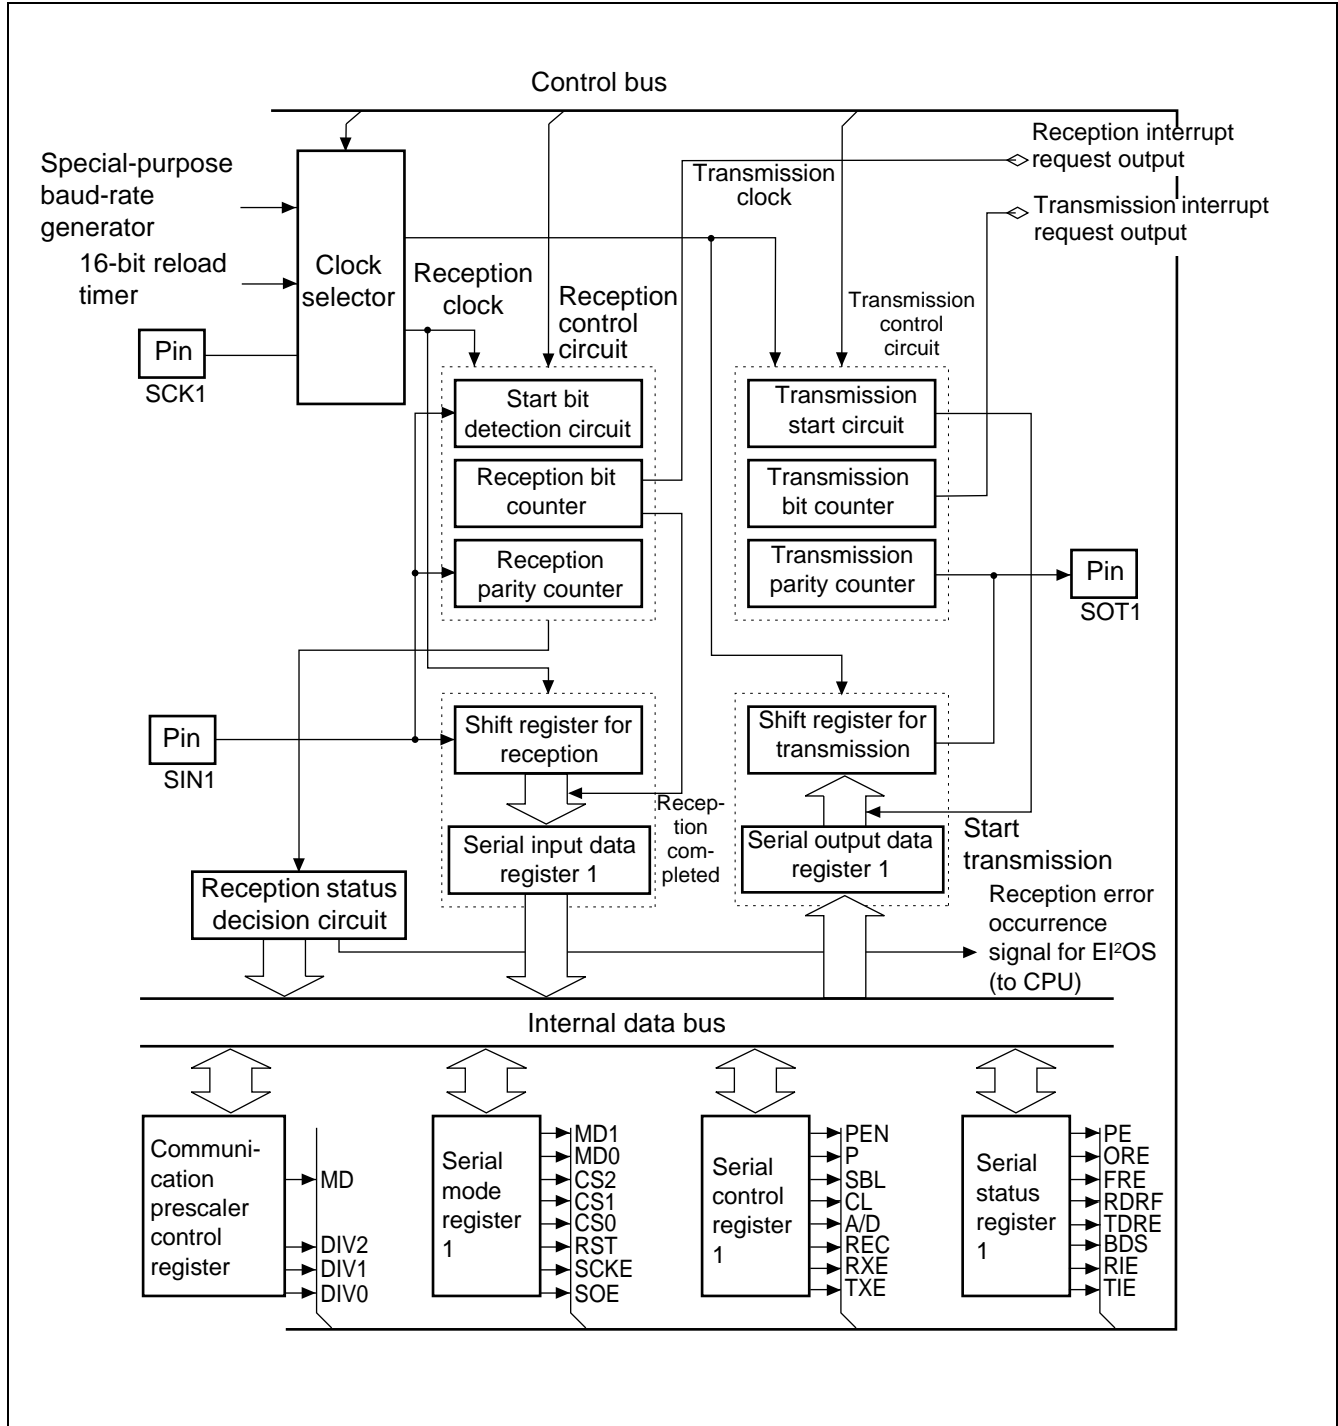 Control bus
Special-purpose
baud-rate
generator
16-bit reload
timer
Pin
SCK1
Clock
selector
Reception
clock
Reception
control
circuit
Transmission
clock
Transmission
control
circuit
Reception interrupt
request output
Transmission interrupt
request output
Start bit
detection circuit
Reception bit
counter
Reception
parity counter
Transmission
start circuit
Transmission
bit counter
Transmission
parity counter
Pin
SOT1
Pin
SIN1
Shift register for
reception
Serial input data
register 1
Recep-
tion
com-
pleted
Shift register for
transmission
Serial output data
register 1
Start
transmission
Reception status
decision circuit
Reception error
occurrence
signal for EI²OS
(to CPU)
Internal data bus
Communi-
cation
prescaler
control
register
MD
DIV2
DIV1
DIV0
Serial
mode
register
1
MD1
MD0
CS2
CS1
CS0
RST
SCKE
SOE
Serial
control
register
1
PEN
P
SBL
CL
A/D
REC
RXE
TXE
Serial
status
register
1
PE
ORE
FRE
RDRF
TDRE
BDS
RIE
TIE